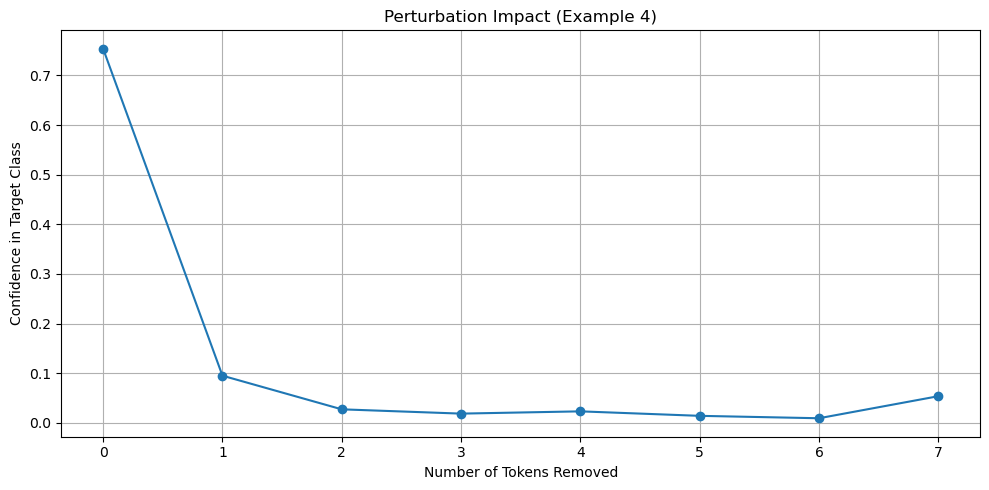 Perturbation Impact (Example 4)
Confidence in Target Class
0.7
0.6
0.5
0.4
0.3
0.2
0.1
0.0
0 1 2 3 4 5 6 7
Number of Tokens Removed